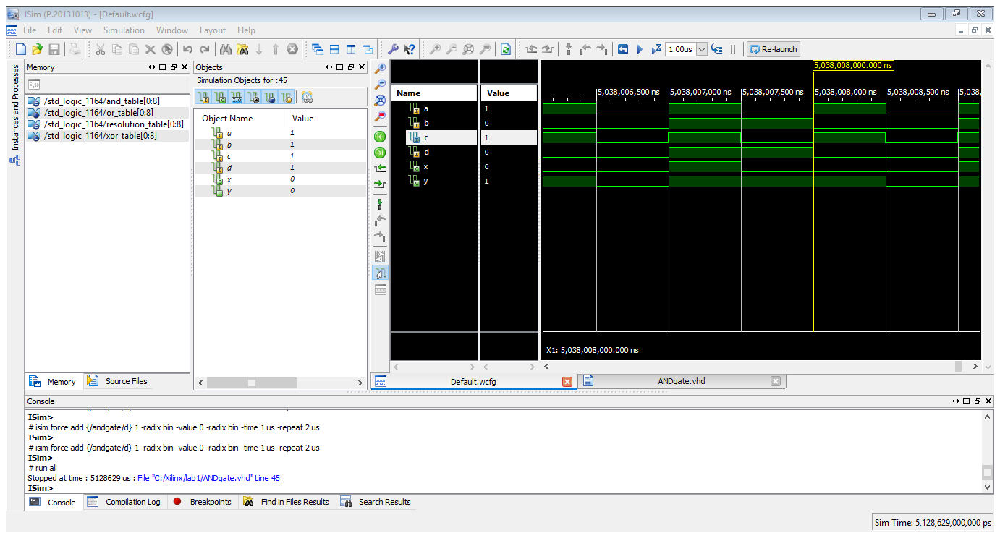 ISim (P.20131013) - [Default.wcfg]
File Edit View Simulation Window Layout Help
1.00us Re-launch
Instances and Processes
Memory
/std_logic_1164/and_table[0:8]
/std_logic_1164/or_table[0:8]
/std_logic_1164/resolution_table[0:8]
/std_logic_1164/xor_table[0:8]
Memory Source Files
Objects
Simulation Objects for :45
Object Name Value
a 1
b 1
c 1
d 1
x 0
y 0
Name Value
a 1
b 0
c 1
d 0
x 0
y 1
5,038,008,000.000 ns
5,038,006,500 ns 5,038,007,000 ns 5,038,007,500 ns 5,038,008,000 ns 5,038,008,500 ns 5,038,
X1: 5,038,008,000.000 ns
Default.wcfg ANDgate.vhd
Console
ISim>
# isim force add {/andgate/d} 1 -radix bin -value 0 -radix bin -time 1 us -repeat 2 us
ISim>
# isim force add {/andgate/d} 1 -radix bin -value 0 -radix bin -time 1 us -repeat 2 us
ISim>
# run all
Stopped at time : 5128629 us : File "C:/Xilinx/lab1/ANDgate.vhd" Line 45
ISim>
Console Compilation Log Breakpoints Find in Files Results Search Results
Sim Time: 5,128,629,000,000 ps